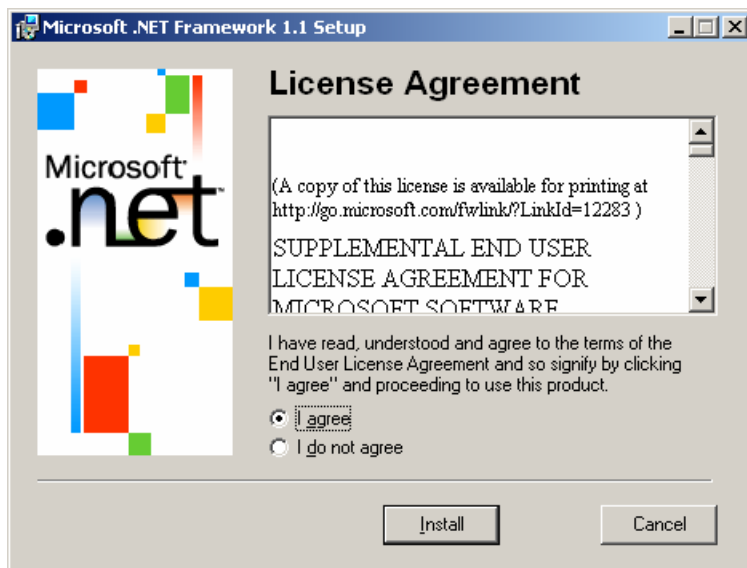 Microsoft .NET Framework 1.1 Setup
License Agreement
Microsoft
.net
(A copy of this license is available for printing at
http://go.microsoft.com/fwlink/?LinkId=12283 )
SUPPLEMENTAL END USER
LICENSE AGREEMENT FOR
MICROSOFT SOFTWARE
I have read, understood and agree to the terms of the
End User License Agreement and so signify by clicking
"I agree" and proceeding to use this product.
I agree
I do not agree
Install
Cancel